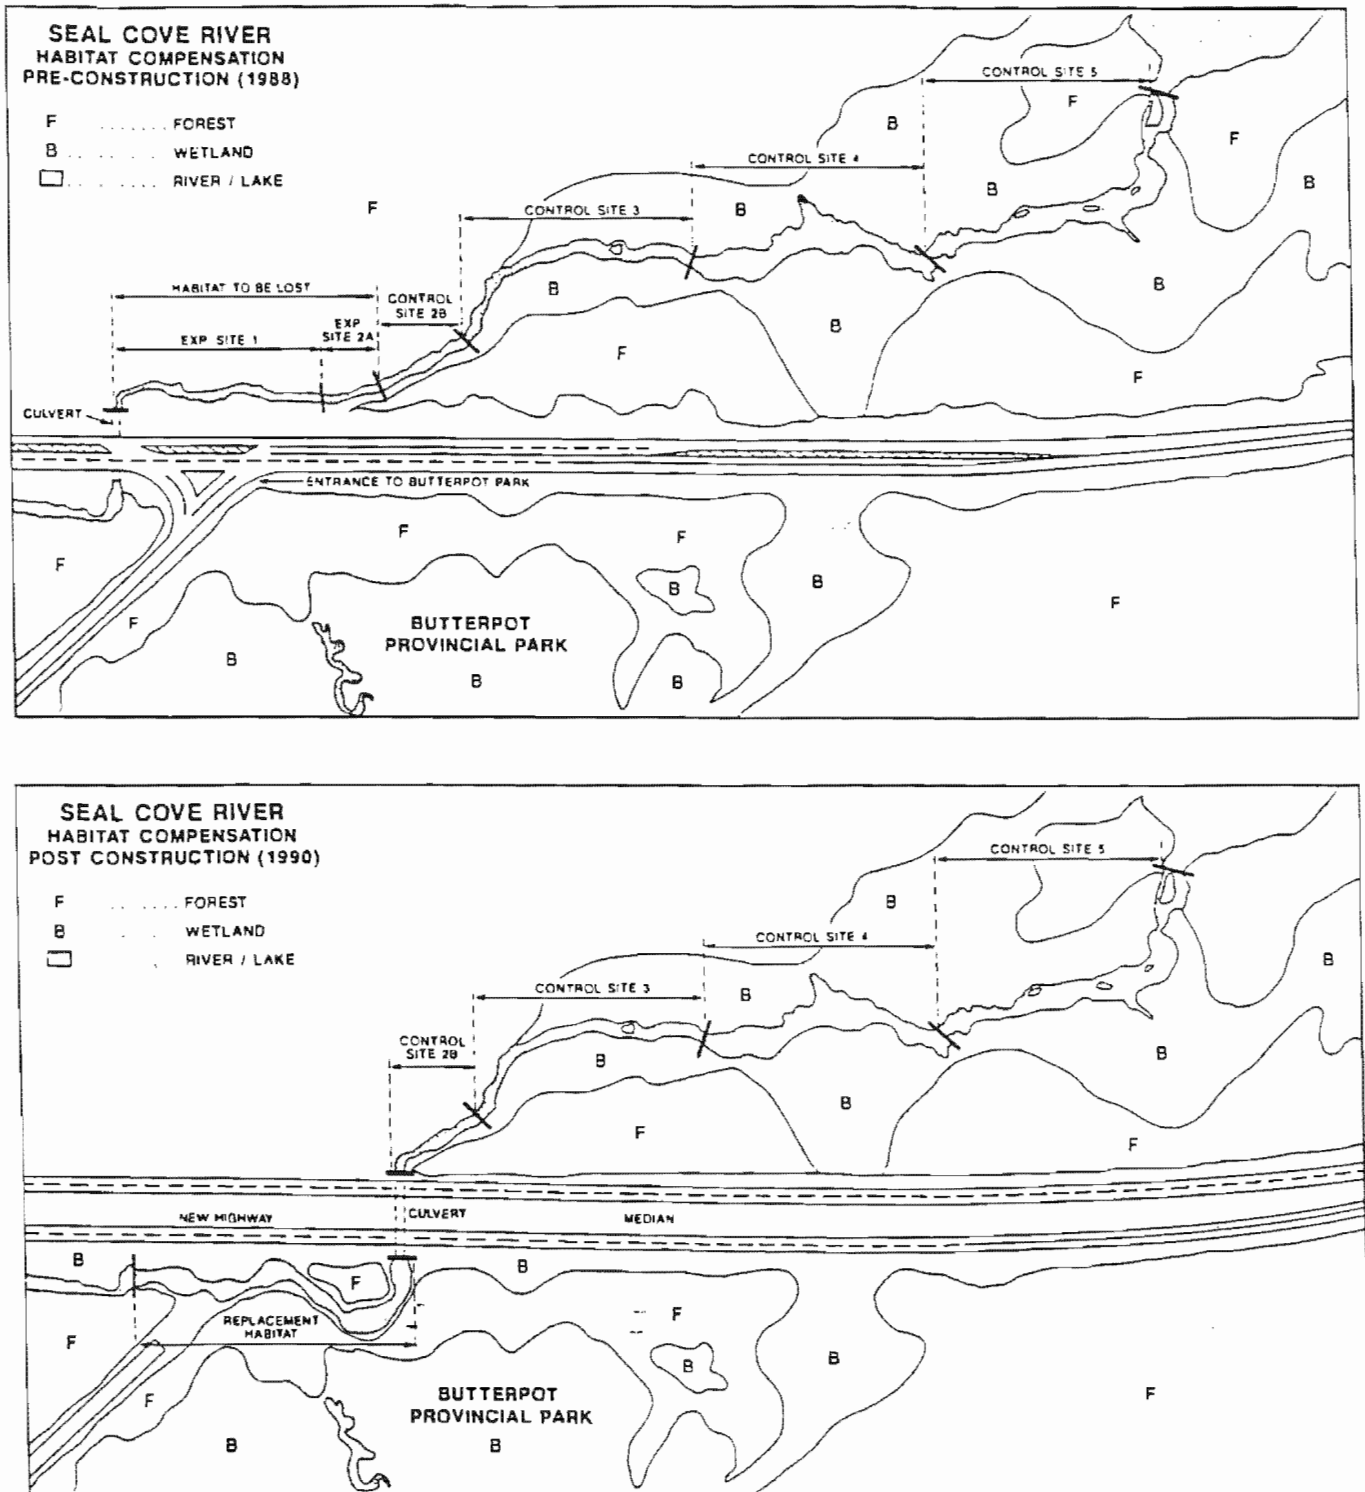 SEAL COVE RIVER
HABITAT COMPENSATION
PRE-CONSTRUCTION (1988)
F ....... FOREST
B ....... WETLAND
....... RIVER / LAKE
CONTROL SITE 5
F
B
F
CONTROL SITE 4
B
B
F
B
CONTROL SITE 3
HABITAT TO BE LOST
B
CONTROL
SITE 2B
B
EXP
SITE 2A
B
EXP SITE 1
F
F
CULVERT
ENTRANCE TO BUTTERPOT PARK
F
F
F
B
B
F
F
BUTTERPOT
PROVINCIAL PARK
B
B
B
SEAL COVE RIVER
HABITAT COMPENSATION
POST CONSTRUCTION (1990)
F ....... FOREST
B . . WETLAND
. RIVER / LAKE
CONTROL SITE 5
B
CONTROL SITE 4
B
CONTROL SITE 3
B
CONTROL
SITE 2B
B
B
B
F
F
NEW HIGHWAY
CULVERT
MEDIAN
B
B
F
REPLACEMENT
HABITAT
F
F
B
B
F
F
BUTTERPOT
PROVINCIAL PARK
B
B